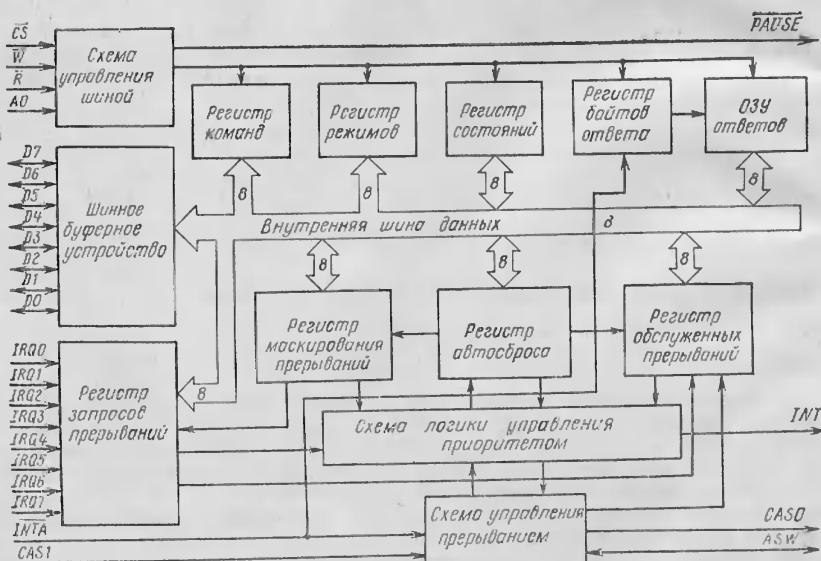 CS
W
R
A0
Схема
управления
шиной
PAUSE
Регистр
команд
Регистр
режимов
Регистр
состояний
Регистр
байтов
ответа
ОЗУ
ответов
D7
D6
D5
D4
D3
D2
D1
D0
Шинное
буферное
устройство
8
8
8
8
Внутренняя шина данных
8
8
8
8
Регистр
маскирования
прерываний
Регистр
автосброса
Регистр
обслуженных
прерываний
IRQ0
IRQ1
IRQ2
IRQ3
IRQ4
IRQ5
IRQ6
IRQ7
Регистр
запросов
прерываний
8
Схема логики управления
приоритетом
INT
INTA
CASI
Схема управления
прерыванием
CASO
ASW